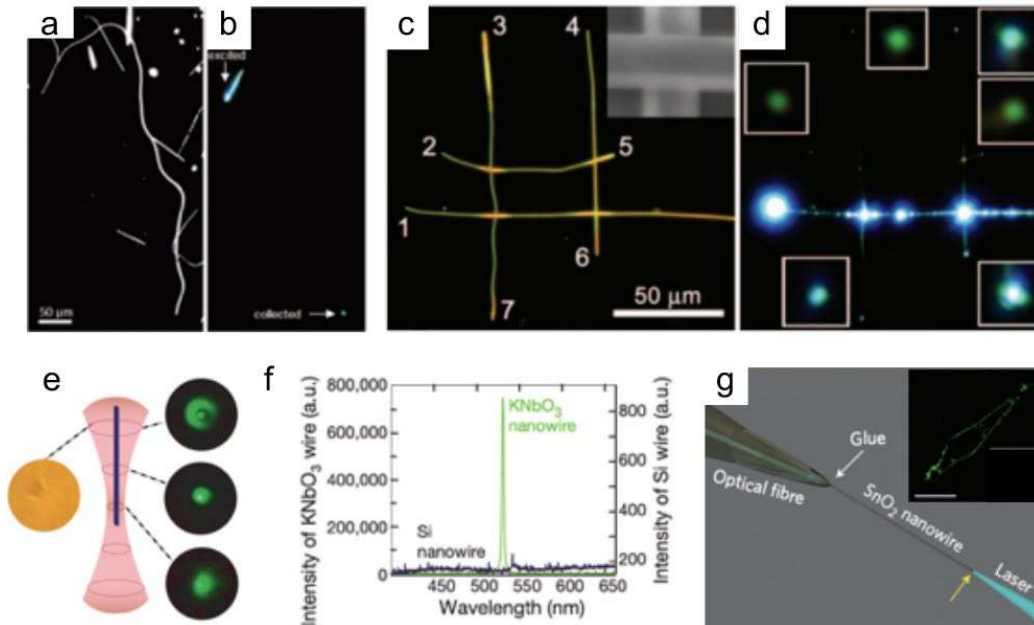 a
b
excited
50 µm
collected
c
3
4
2
5
1
6
7
50 µm
d
e
f
Intensity of KNbO₃ wire (a.u.)
800,000
700,000
600,000
400,000
200,000
0
KNbO₃
nanowire
Si
nanowire
450
500
550
600
650
Wavelength (nm)
800
600
400
200
Intensity of Si wire (a.u.)
g
Glue
Optical fibre
SnO₂ nanowire
Laser